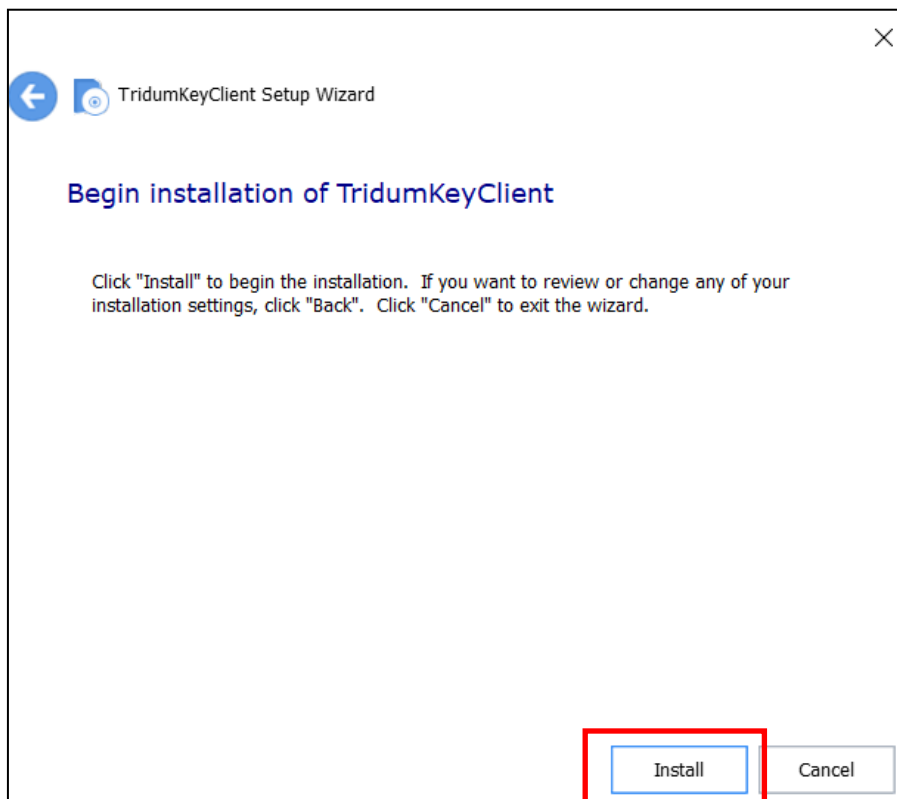 TridumKeyClient Setup Wizard
Begin installation of TridumKeyClient
Click "Install" to begin the installation.  If you want to review or change any of your
installation settings, click "Back".  Click "Cancel" to exit the wizard.
Install
Cancel